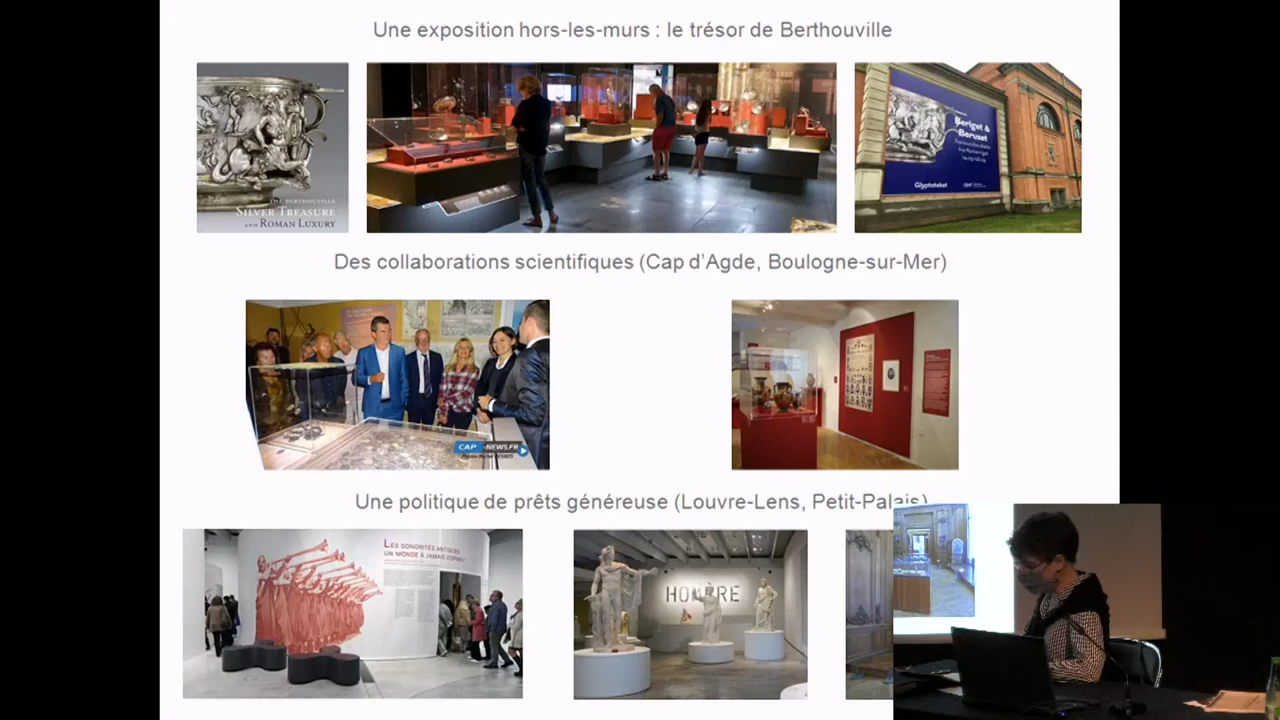 Une exposition hors-les-murs : le trésor de Berthouville
THE BERTHOUVILLE
SILVER TREASURE
AND ROMAN LUXURY
Beriget &
Berust
Glyptoteket
Des collaborations scientifiques (Cap d’Agde, Boulogne-sur-Mer)
CAP-NEWS.FR
Une politique de prêts généreuse (Louvre-Lens, Petit-Palais)
LES SONORITÉS ANTIQUES
UN MONDE À JAMAIS DISPARU !
HOMÈRE